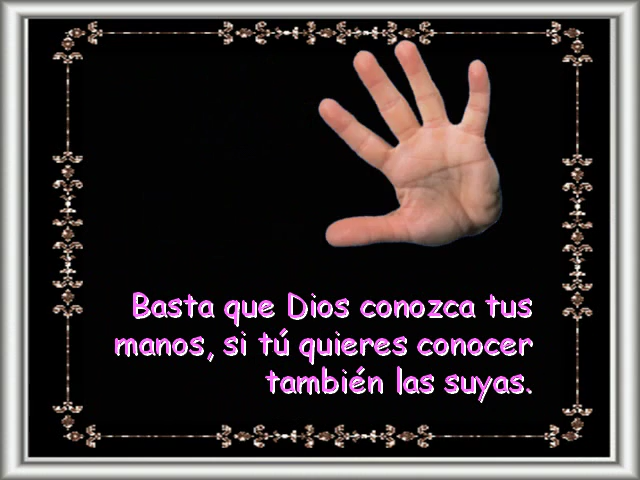 Basta que Dios conozca tus
manos, si tú quieres conocer
también las suyas.